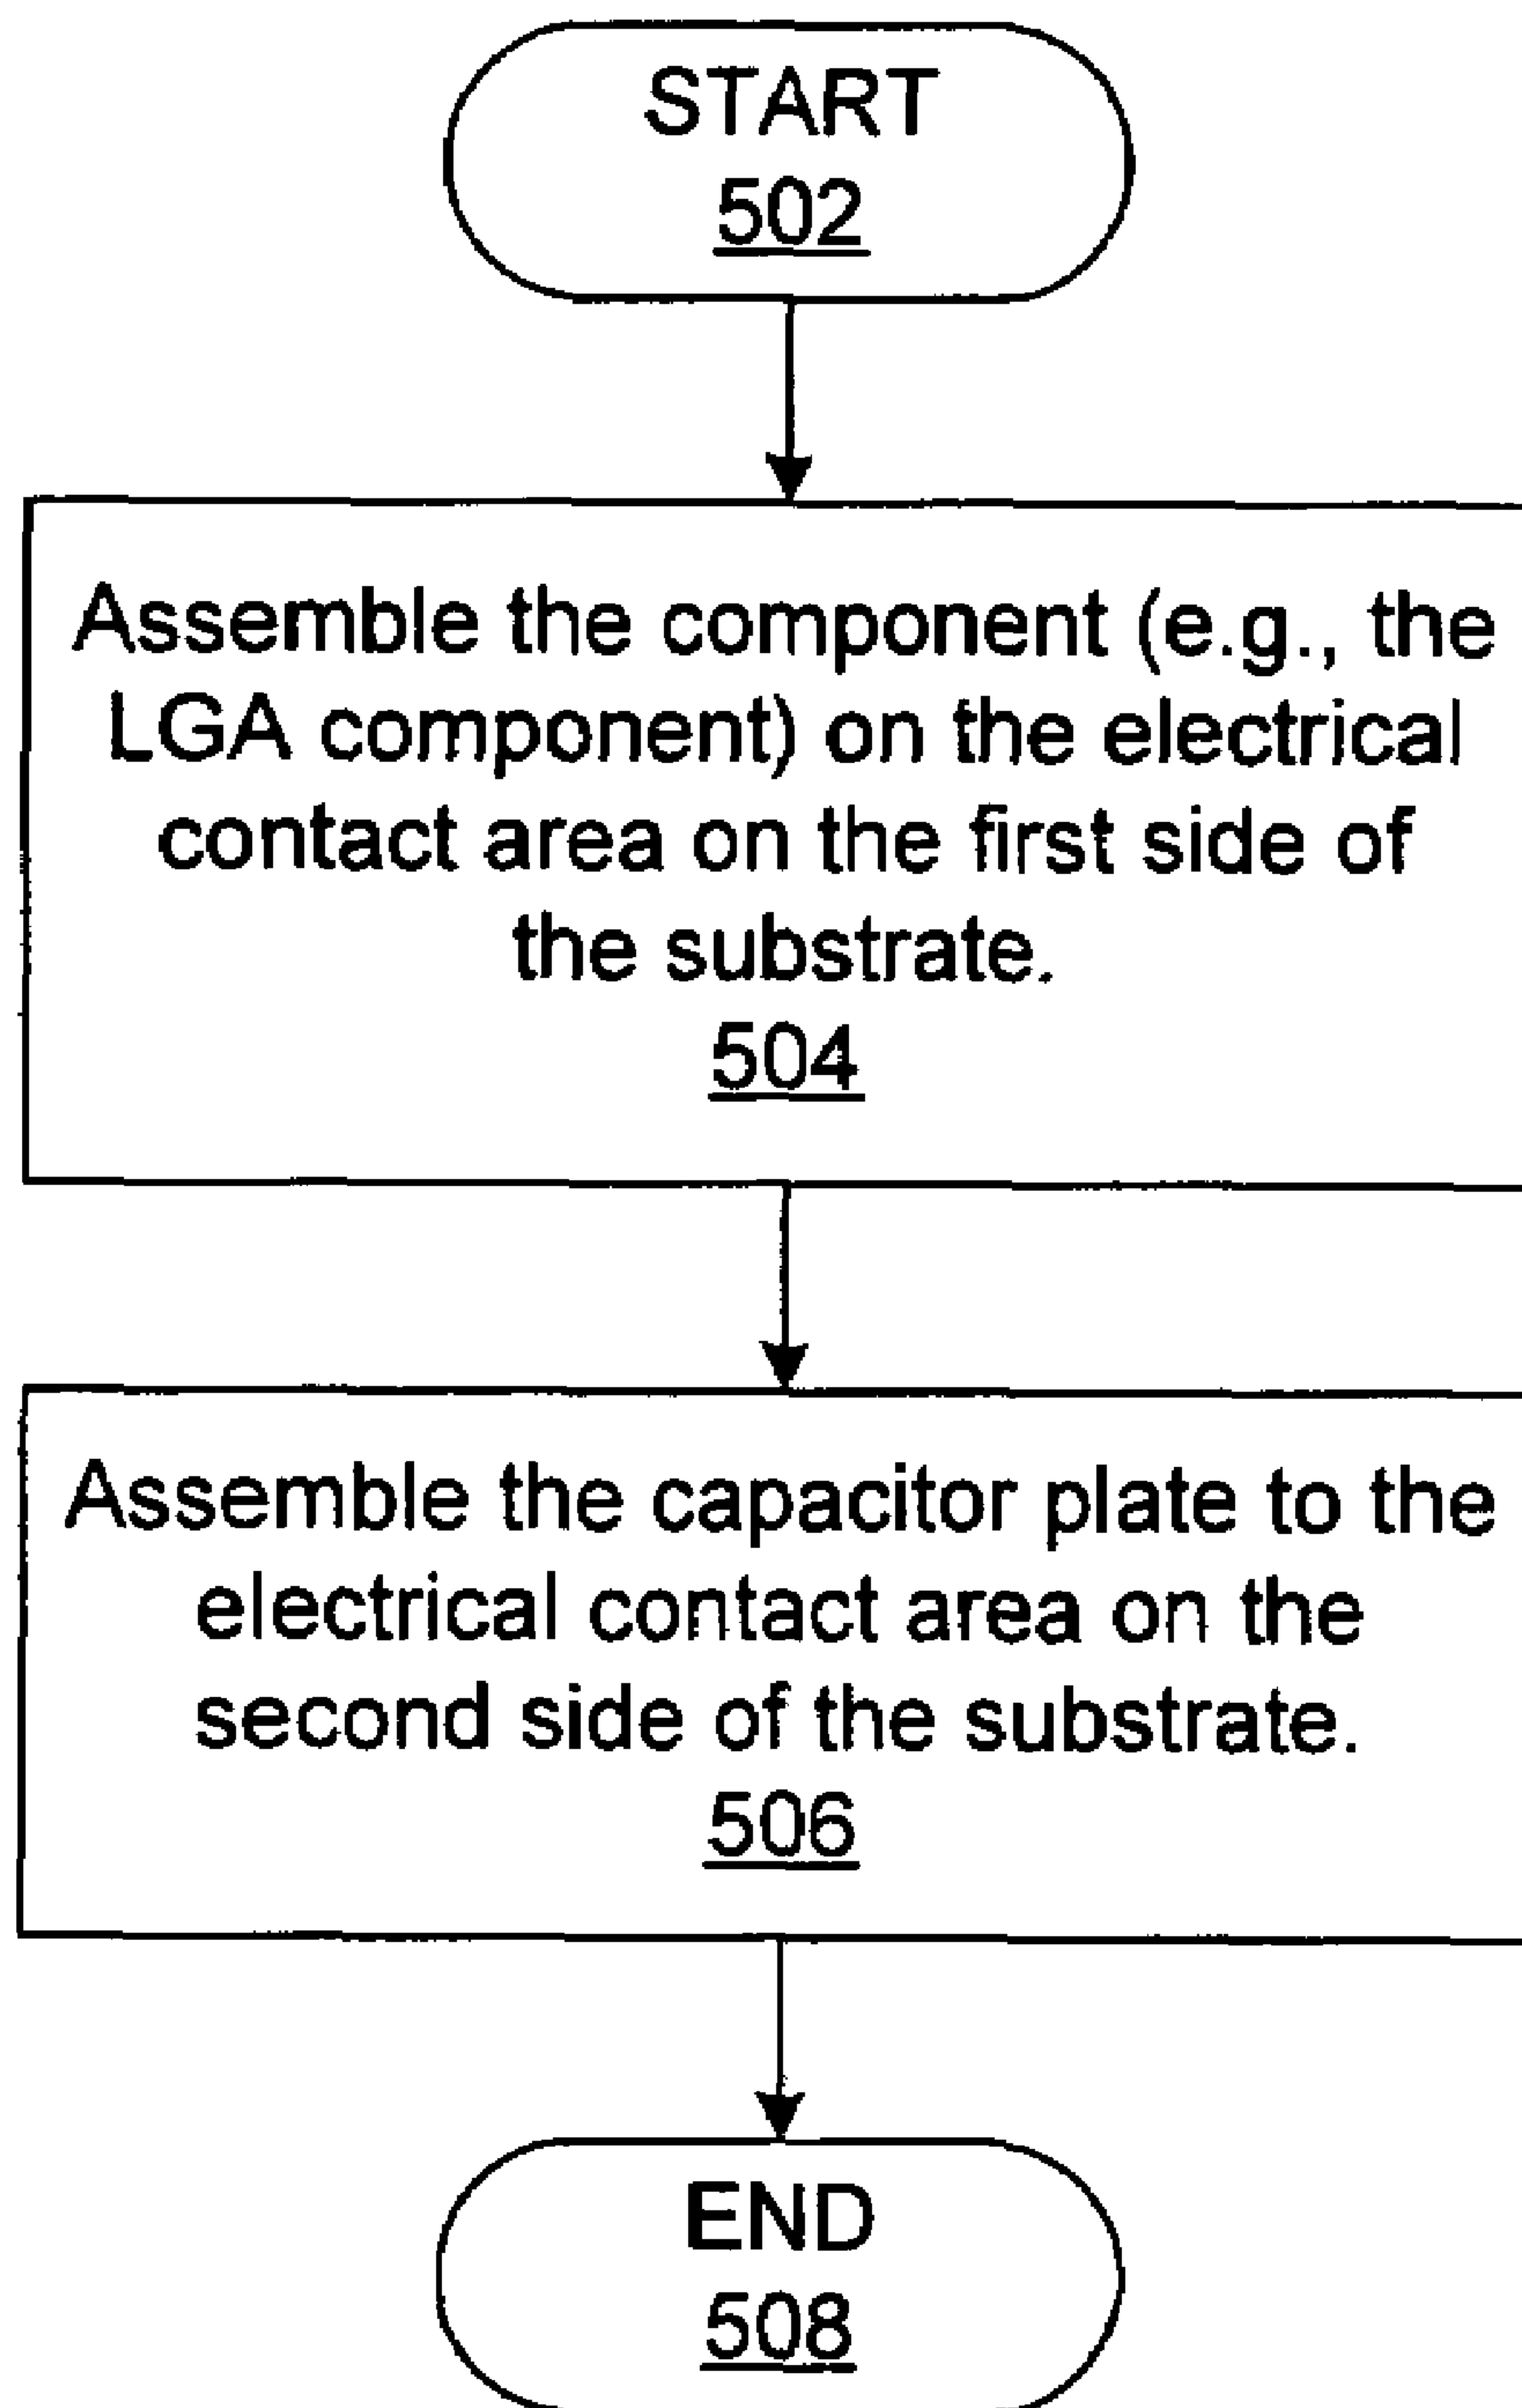 START
502
Assemble the component (e.g., the
LGA component) on the electrical
contact area on the first side of
the substrate.
504
Assemble the capacitor plate to the
electrical contact area on the
second side of the substrate.
506
END
508